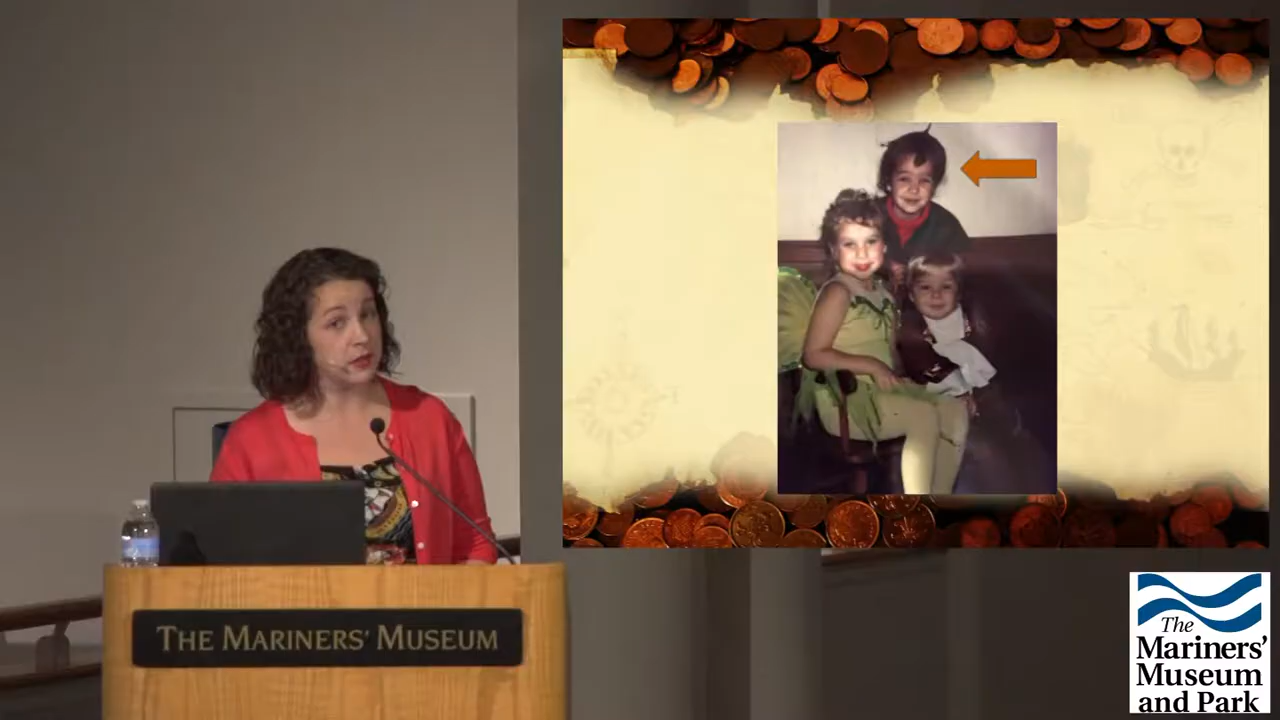 THE MARINERS' MUSEUM
The
Mariners'
Museum
and Park